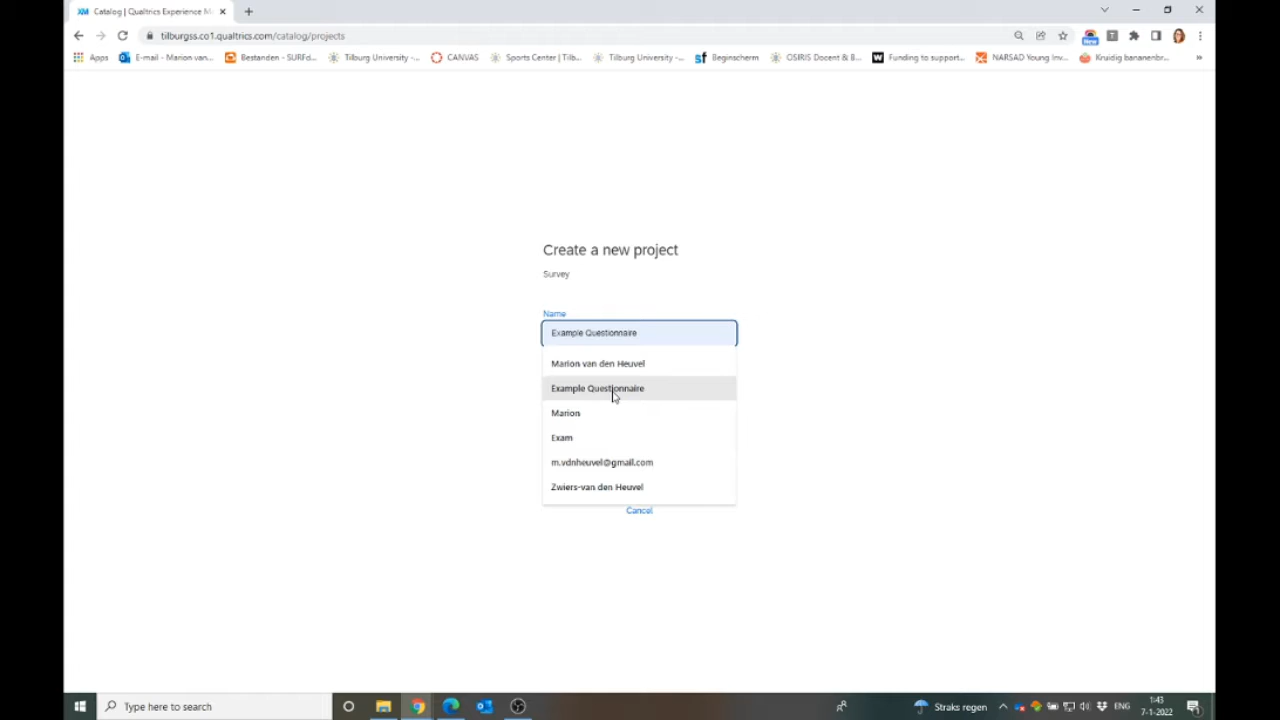 Catalog | Qualtrics Experience M
tilburgss.co1.qualtrics.com/catalog/projects
New
Apps
E-mail - Marion van...
Bestanden - SURFd...
Tilburg University -...
CANVAS
Sports Center | Tilb...
Tilburg University -...
Beginscherm
OSIRIS Docent & B...
Funding to support...
NARSAD Young Inv...
Kruidig bananenbr...
»
Create a new project
Survey
Name
Example Questionnaire
Marion van den Heuvel
Example Questionnaire
Marion
Exam
m.vdnheuvel@gmail.com
Zwiers-van den Heuvel
Cancel
Type here to search
Straks regen
ENG
1:43
7-1-2022